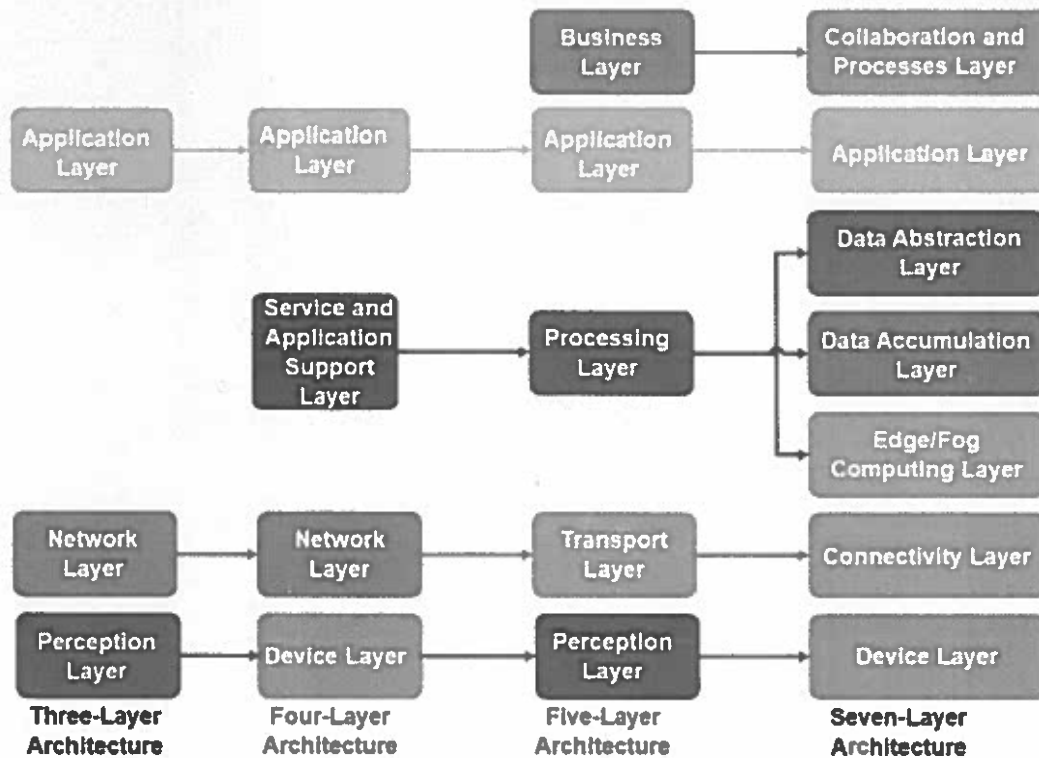 Business
Layer
Collaboration and
Processes Layer
Application
Layer
Application
Layer
Application
Layer
Application Layer
Data Abstraction
Layer
Service and
Application
Support
Layer
Processing
Layer
Data Accumulation
Layer
Edge/Fog
Computing Layer
Network
Layer
Network
Layer
Transport
Layer
Connectivity Layer
Perception
Layer
Device Layer
Perception
Layer
Device Layer
Three-Layer
Architecture
Four-Layer
Architecture
Five-Layer
Architecture
Seven-Layer
Architecture